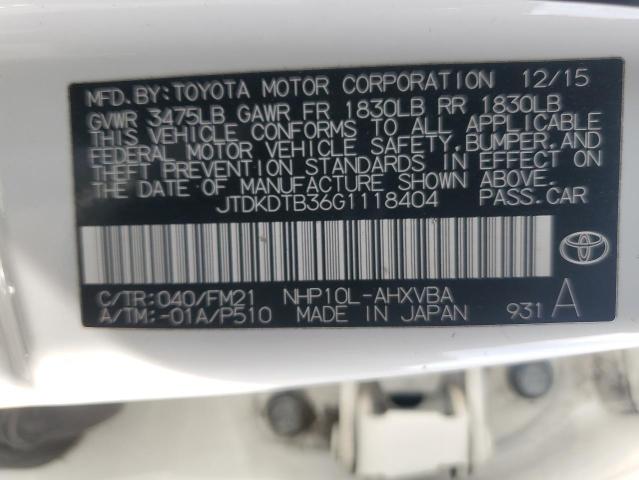 MFD.BY:TOYOTA MOTOR CORPORATION 12/15
GVWR 3475LB GAWR FR 1830LB RR 1830LB
THIS VEHICLE CONFORMS TO ALL APPLICABLE
FEDERAL MOTOR VEHICLE SAFETY,BUMPER,AND
THEFT PREVENTION STANDARDS IN EFFECT ON
THE DATE OF MANUFACTURE SHOWN ABOVE.
JTDKDTB36G1118404 PASS.CAR
C/TR:040/FM21 NHP10L-AHXVBA
A/TM:-01A/P510 MADE IN JAPAN 931 A